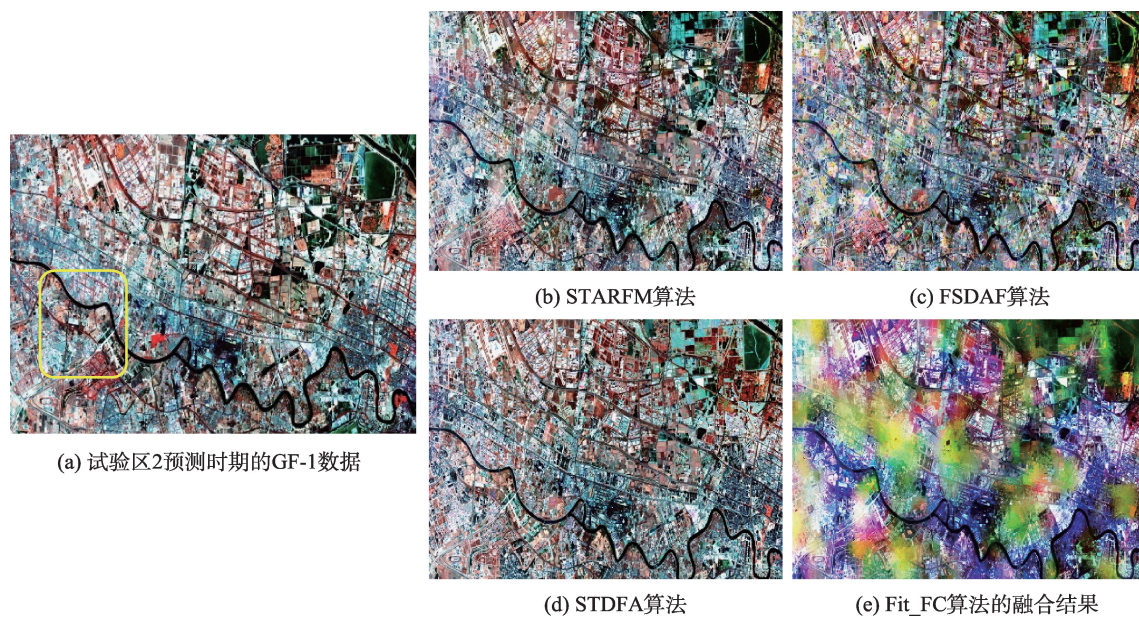 (a) 试验区2预测时期的GF-1数据
(b) STARFM算法
(c) FSDAF算法
(d) STDFA算法
(e) Fit_FC算法的融合结果